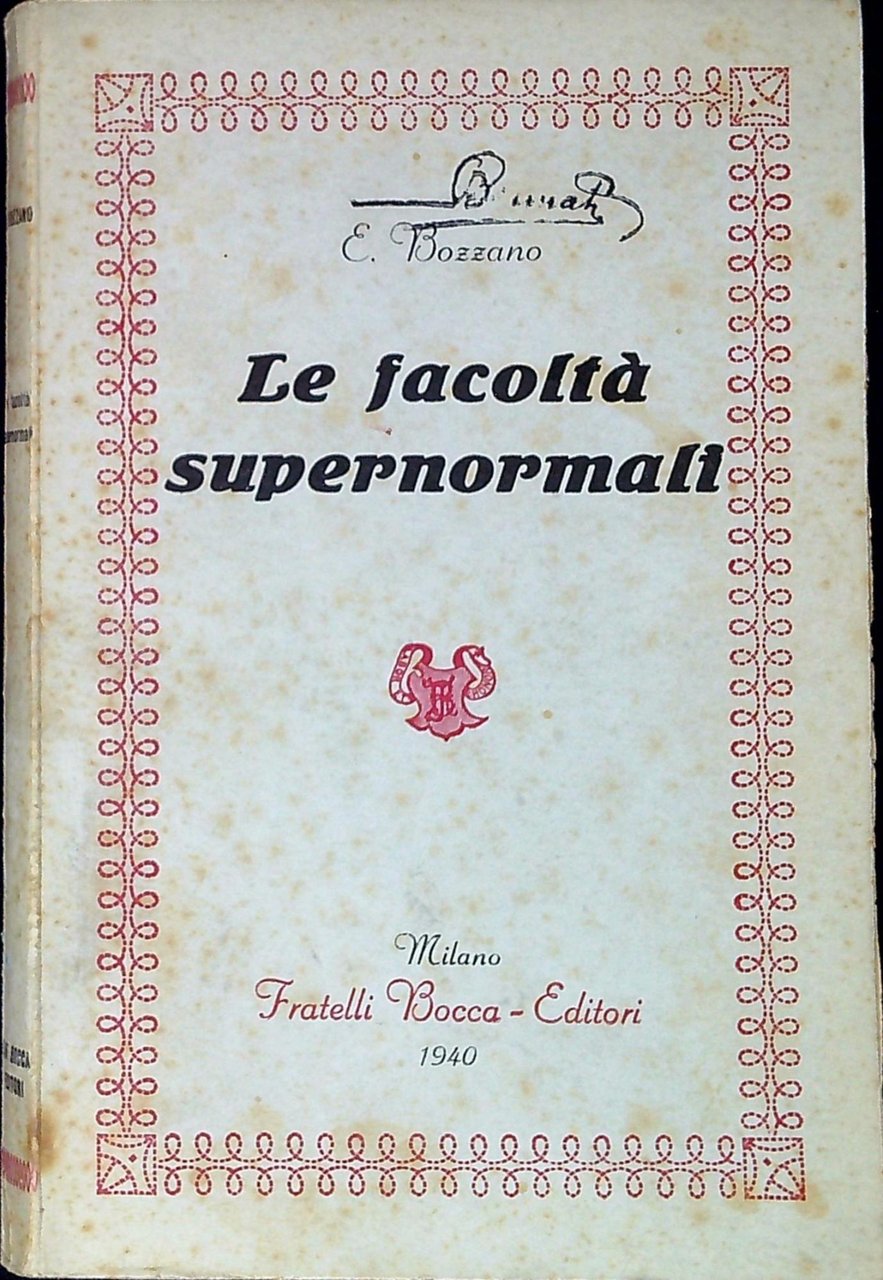 E. Bozzano
Le facoltà
supernormali
Milano
Fratelli Bocca - Editori
1940